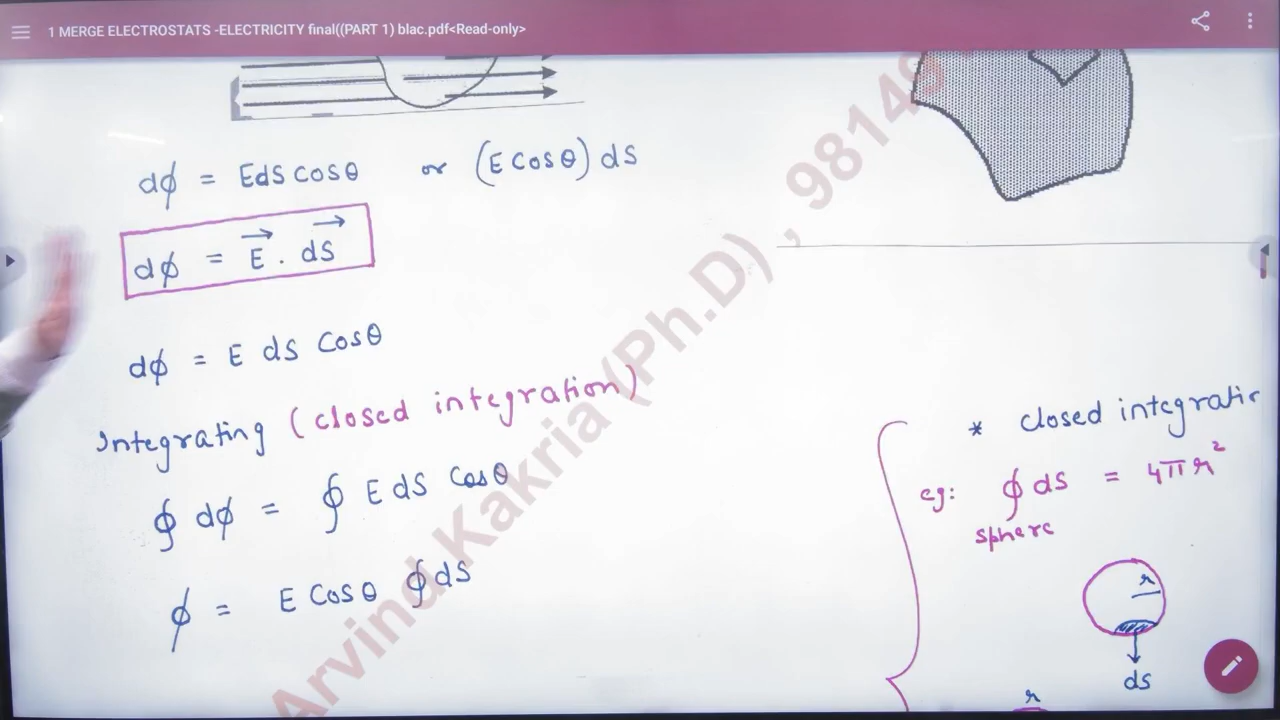 1 MERGE ELECTROSTATS -ELECTRICITY final((PART 1) blac.pdf<Read-only>
dϕ = Eds cosθ or (E cosθ) ds
dϕ = E⃗ . ds⃗
dϕ = E ds Cosθ
Integrating (closed integration)
∮ dϕ = ∮ E ds Cosθ
ϕ = E Cosθ ∮ds
* closed integratio
eg: ∮ ds = 4πr²
sphere
r
ds
r
Arvind Kakria (Ph.D) , 98149